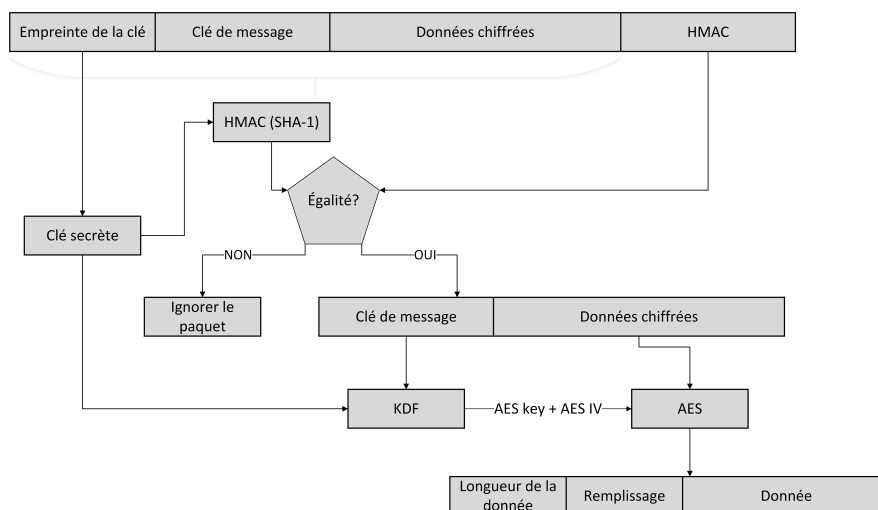 Empreinte de la clé
Clé de message
Données chiffrées
HMAC
HMAC (SHA-1)
Égalité?
Clé secrète
NON
OUI
Ignorer le
paquet
Clé de message
Données chiffrées
KDF
AES key + AES IV
AES
Longueur de la
donnée
Remplissage
Donnée